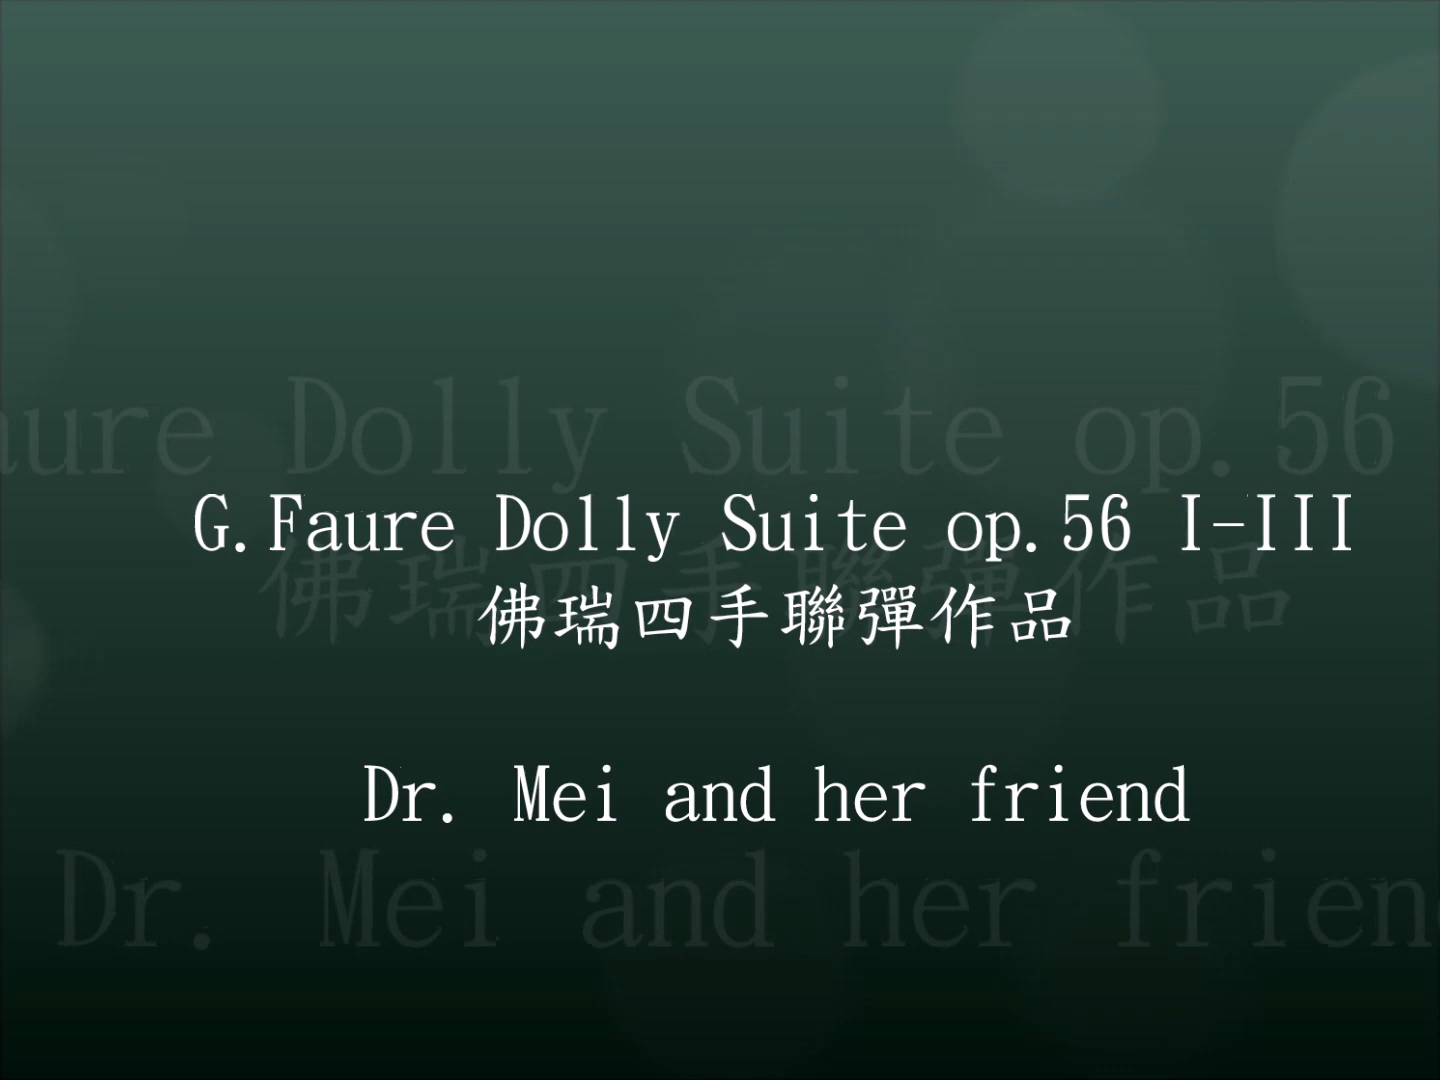 G.Faure Dolly Suite op.56 I-III
佛瑞四手聯彈作品
Dr. Mei and her friend